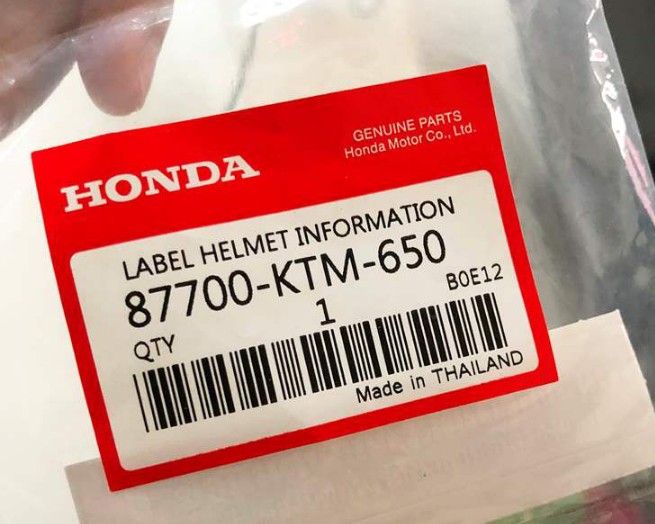 HONDA
GENUINE PARTS
Honda Motor Co., Ltd.
LABEL HELMET INFORMATION
87700-KTM-650
B0E12
QTY
1
Made in THAILAND